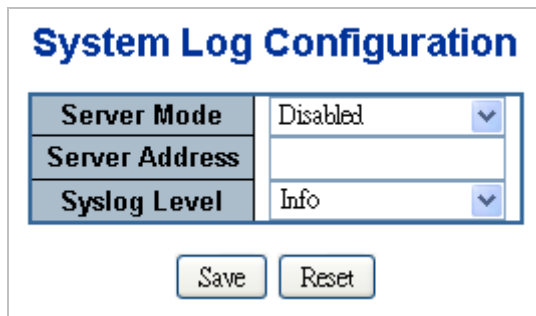 System Log Configuration
Server Mode Disabled
Server Address
Syslog Level Info
Save Reset